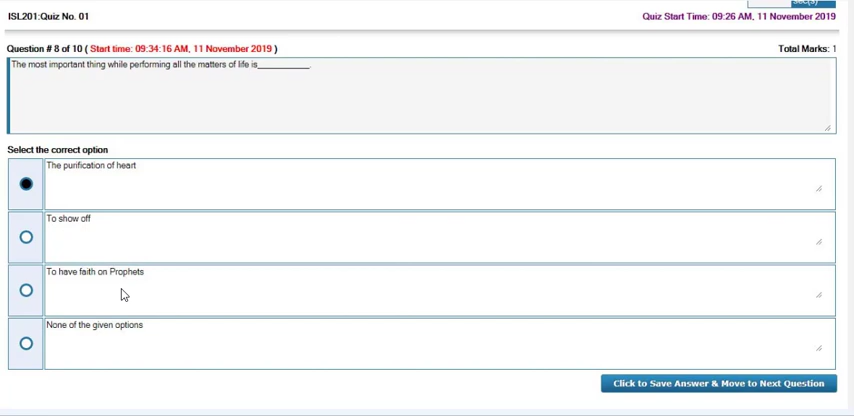 sec(s)
ISL201:Quiz No. 01
Quiz Start Time: 09:26 AM, 11 November 2019
Question # 8 of 10 ( Start time: 09:34:16 AM, 11 November 2019 )
Total Marks: 1
The most important thing while performing all the matters of life is___________.
Select the correct option
The purification of heart
To show off
To have faith on Prophets
None of the given options
Click to Save Answer & Move to Next Question